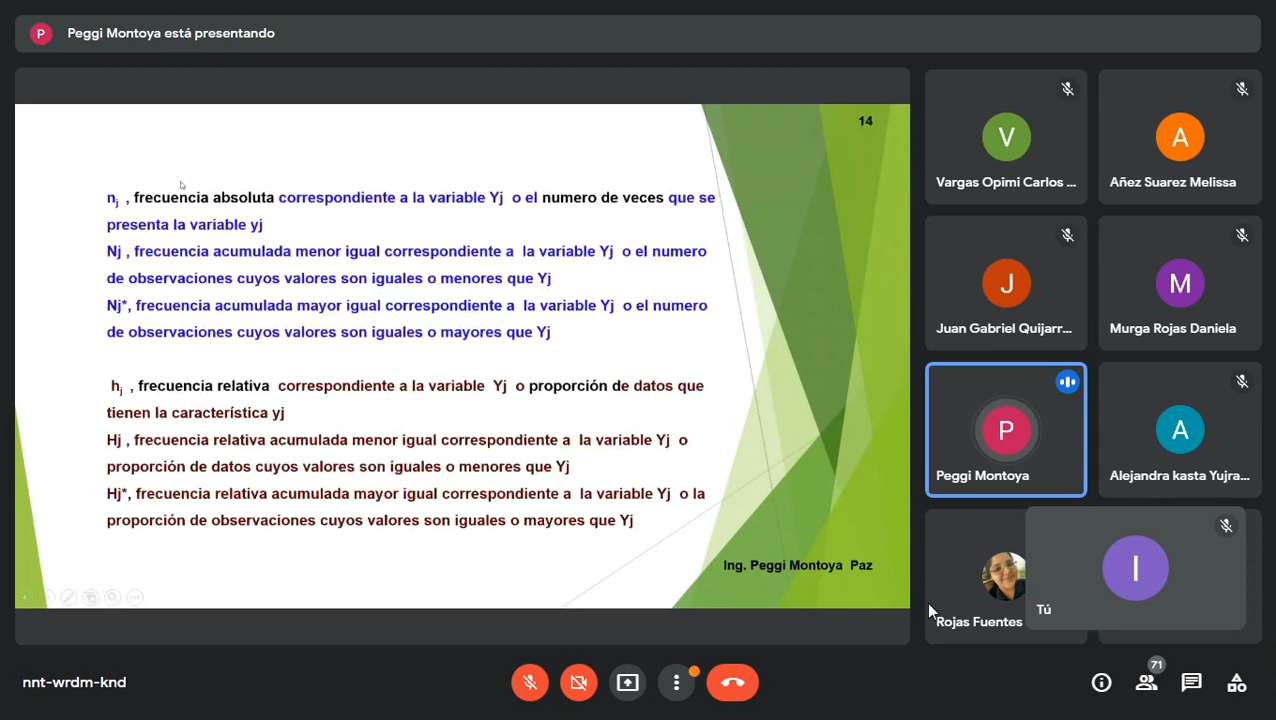 P Peggi Montoya está presentando
14
nj , frecuencia absoluta correspondiente a la variable Yj o el numero de veces que se
presenta la variable yj
Nj , frecuencia acumulada menor igual correspondiente a la variable Yj o el numero
de observaciones cuyos valores son iguales o menores que Yj
Nj*, frecuencia acumulada mayor igual correspondiente a la variable Yj o el numero
de observaciones cuyos valores son iguales o mayores que Yj
hj , frecuencia relativa correspondiente a la variable Yj o proporción de datos que
tienen la característica yj
Hj , frecuencia relativa acumulada menor igual correspondiente a la variable Yj o
proporción de datos cuyos valores son iguales o menores que Yj
Hj*, frecuencia relativa acumulada mayor igual correspondiente a la variable Yj o la
proporción de observaciones cuyos valores son iguales o mayores que Yj
Ing. Peggi Montoya Paz
V
Vargas Opimi Carlos ...
A
Añez Suarez Melissa
J
Juan Gabriel Quijarr...
M
Murga Rojas Daniela
P
Peggi Montoya
A
Alejandra kasta Yujra...
Rojas Fuentes
I
Tú
nnt-wrdm-knd
71